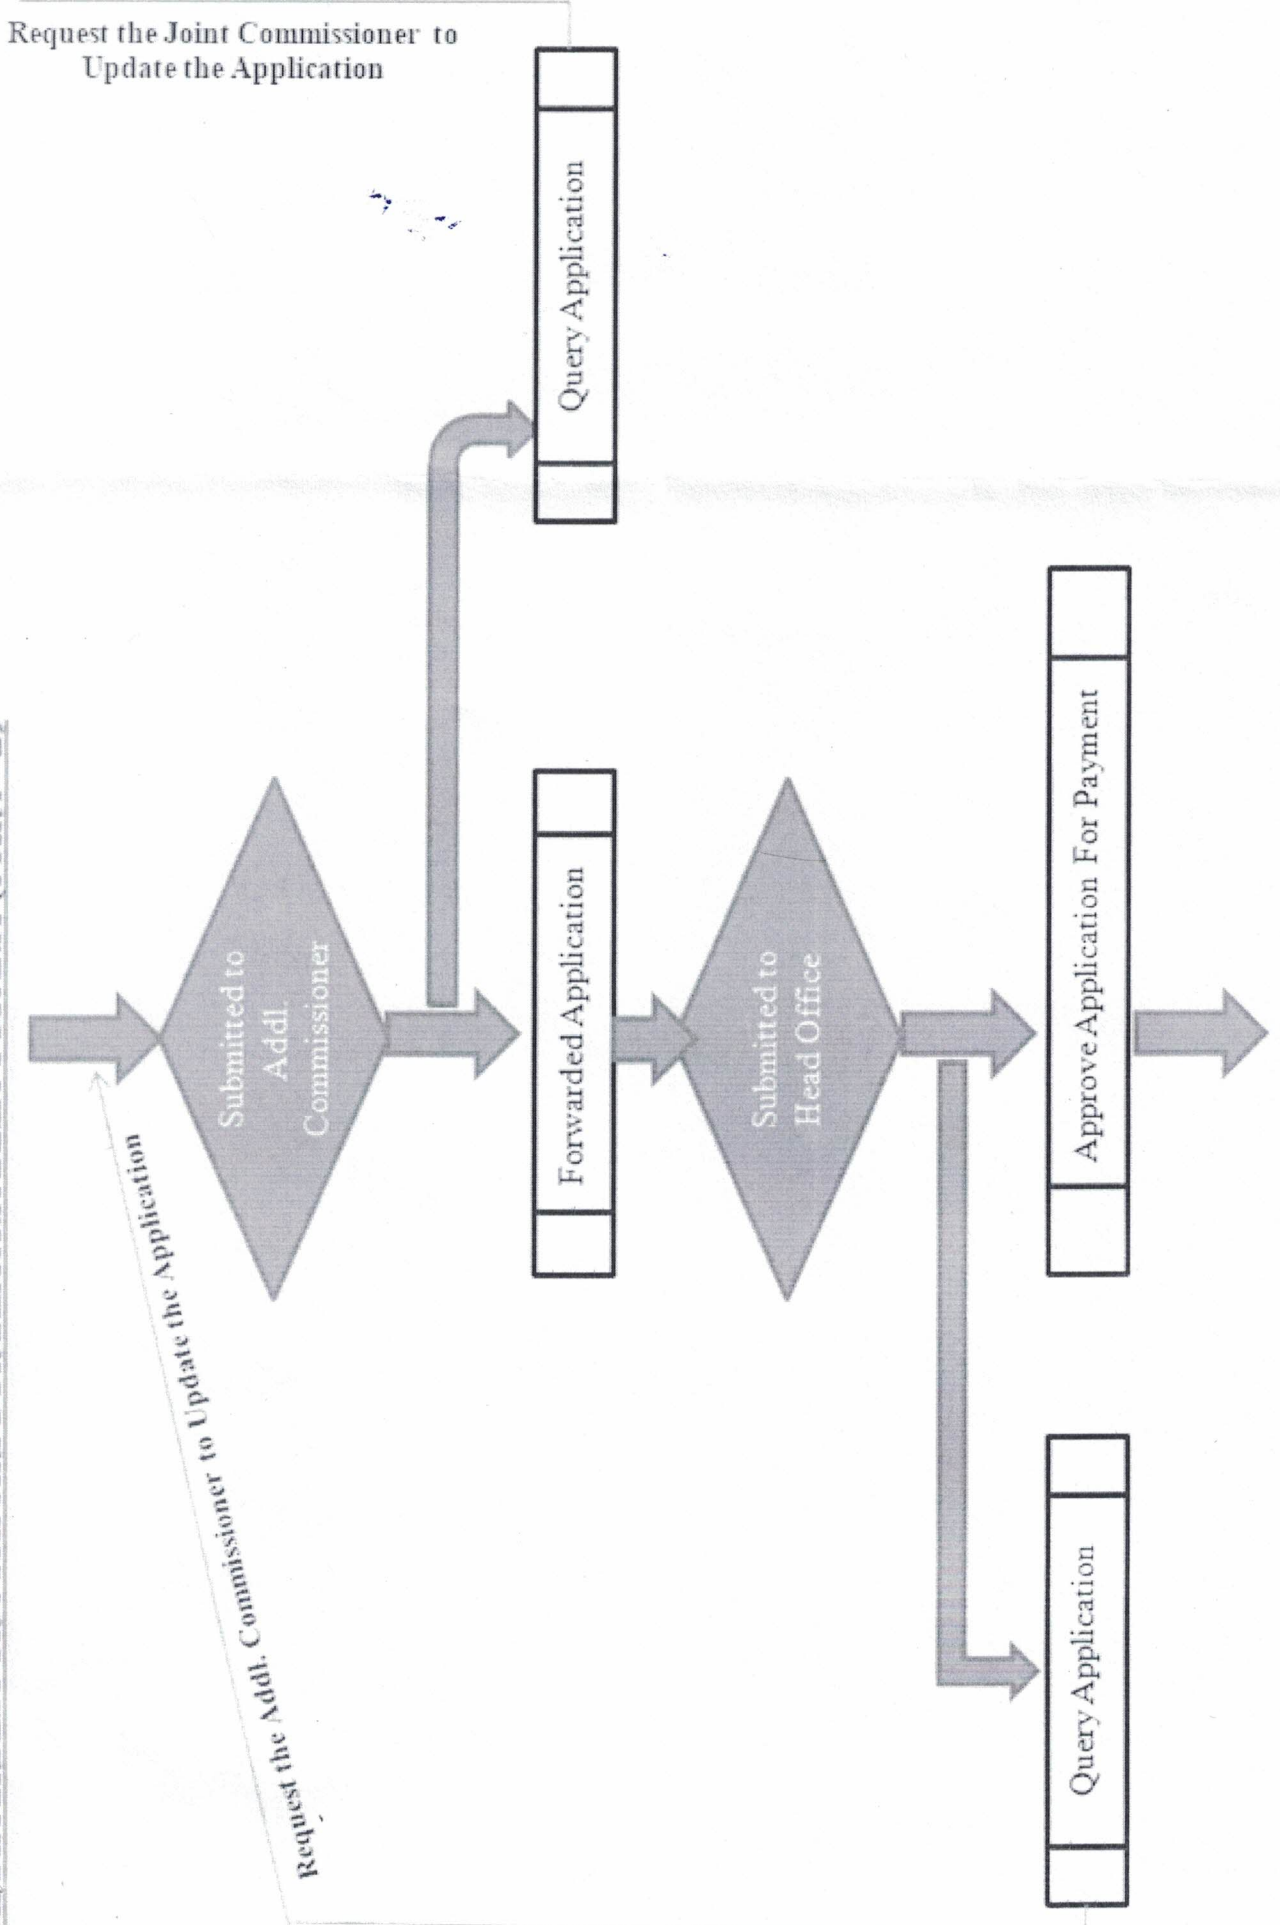 Request the Joint Commissioner to
Update the Application
Submitted to
Addl.
Commissioner
Request the Addl. Commissioner to Update the Application
Query Application
Forwarded Application
Submitted to
Head Office
Query Application
Approve Application For Payment